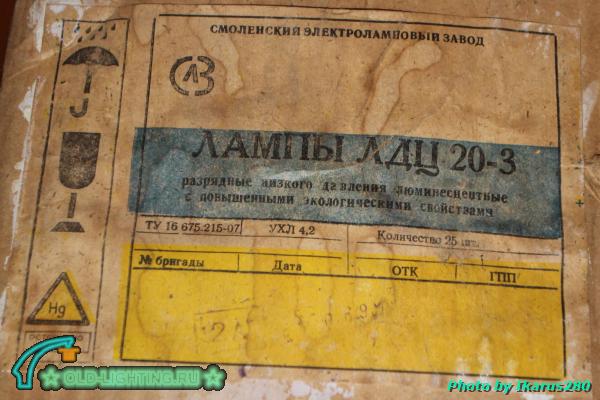 СМОЛЕНСКИЙ ЭЛЕКТРОЛАМПОВЫЙ ЗАВОД
СЛЗ
ЛАМПЫ ЛДЦ 20-3
разрядные низкого давления люминесцентные
с повышенными экологическими свойствами
ТУ 16 675.215-07 УХЛ 4,2 Количество 25 шт.
№ бригады Дата ОТК ГПП
Hg
OLD-LIGHTING.RU
Photo by Ikarus280